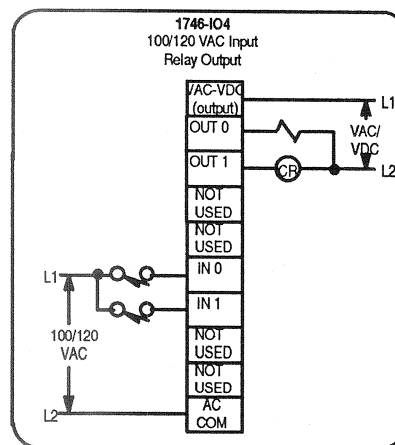 1746-IO4
100/120 VAC Input
Relay Output
VAC-VDC
(output)
L1
OUT 0
VAC/
VDC
OUT 1
CR
L2
NOT
USED
NOT
USED
L1
IN 0
IN 1
100/120
VAC
NOT
USED
NOT
USED
L2
AC
COM